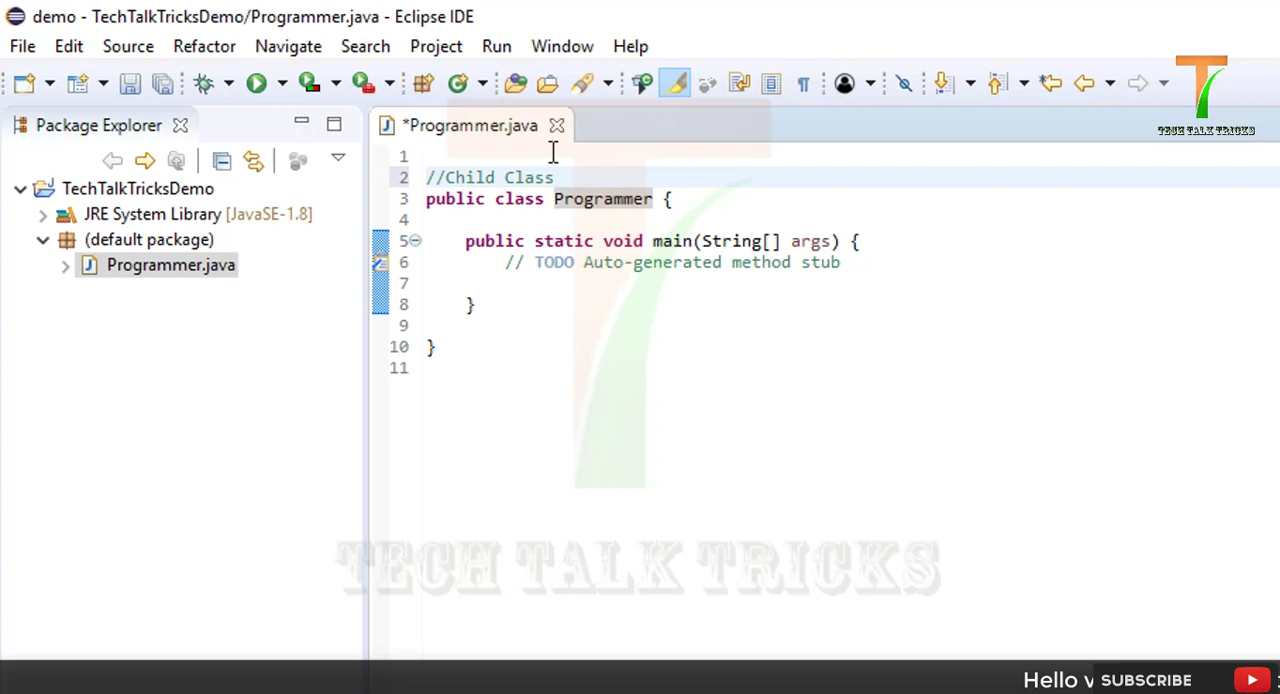 demo - TechTalkTricksDemo/Programmer.java - Eclipse IDE
File Edit Source Refactor Navigate Search Project Run Window Help
TECH TALK TRICKS
Package Explorer
*Programmer.java
TechTalkTricksDemo
JRE System Library [JavaSE-1.8]
(default package)
Programmer.java
1
2 //Child Class
3 public class Programmer {
4
5 public static void main(String[] args) {
6 // TODO Auto-generated method stub
7
8 }
9
10 }
11
TECH TALK TRICKS
Hello v SUBSCRIBE